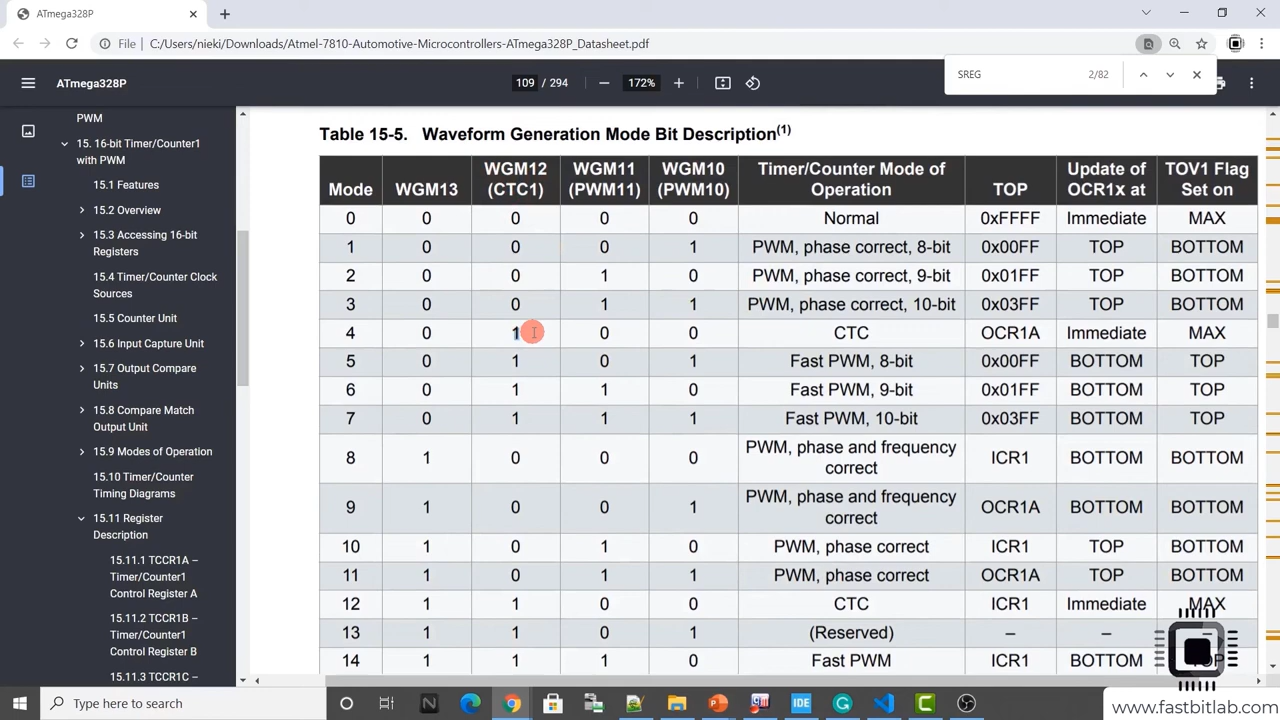 ATmega328P
File C:/Users/nieki/Downloads/Atmel-7810-Automotive-Microcontrollers-ATmega328P_Datasheet.pdf
ATmega328P
109 / 294
172%
SREG
2/82
PWM
15. 16-bit Timer/Counter1
with PWM
15.1 Features
15.2 Overview
15.3 Accessing 16-bit
Registers
15.4 Timer/Counter Clock
Sources
15.5 Counter Unit
15.6 Input Capture Unit
15.7 Output Compare
Units
15.8 Compare Match
Output Unit
15.9 Modes of Operation
15.10 Timer/Counter
Timing Diagrams
15.11 Register
Description
15.11.1 TCCR1A –
Timer/Counter1
Control Register A
15.11.2 TCCR1B –
Timer/Counter1
Control Register B
15.11.3 TCCR1C –
Table 15-5. Waveform Generation Mode Bit Description(1)
Mode WGM13 WGM12 (CTC1) WGM11 (PWM11) WGM10 (PWM10) Timer/Counter Mode of Operation TOP Update of OCR1x at TOV1 Flag Set on
0 0 0 0 0 Normal 0xFFFF Immediate MAX
1 0 0 0 1 PWM, phase correct, 8-bit 0x00FF TOP BOTTOM
2 0 0 1 0 PWM, phase correct, 9-bit 0x01FF TOP BOTTOM
3 0 0 1 1 PWM, phase correct, 10-bit 0x03FF TOP BOTTOM
4 0 1 0 0 CTC OCR1A Immediate MAX
5 0 1 0 1 Fast PWM, 8-bit 0x00FF BOTTOM TOP
6 0 1 1 0 Fast PWM, 9-bit 0x01FF BOTTOM TOP
7 0 1 1 1 Fast PWM, 10-bit 0x03FF BOTTOM TOP
8 1 0 0 0 PWM, phase and frequency correct ICR1 BOTTOM BOTTOM
9 1 0 0 1 PWM, phase and frequency correct OCR1A BOTTOM BOTTOM
10 1 0 1 0 PWM, phase correct ICR1 TOP BOTTOM
11 1 0 1 1 PWM, phase correct OCR1A TOP BOTTOM
12 1 1 0 0 CTC ICR1 Immediate MAX
13 1 1 0 1 (Reserved) – – –
14 1 1 1 0 Fast PWM ICR1 BOTTOM TOP
Type here to search
IDE
www.fastbitlab.com